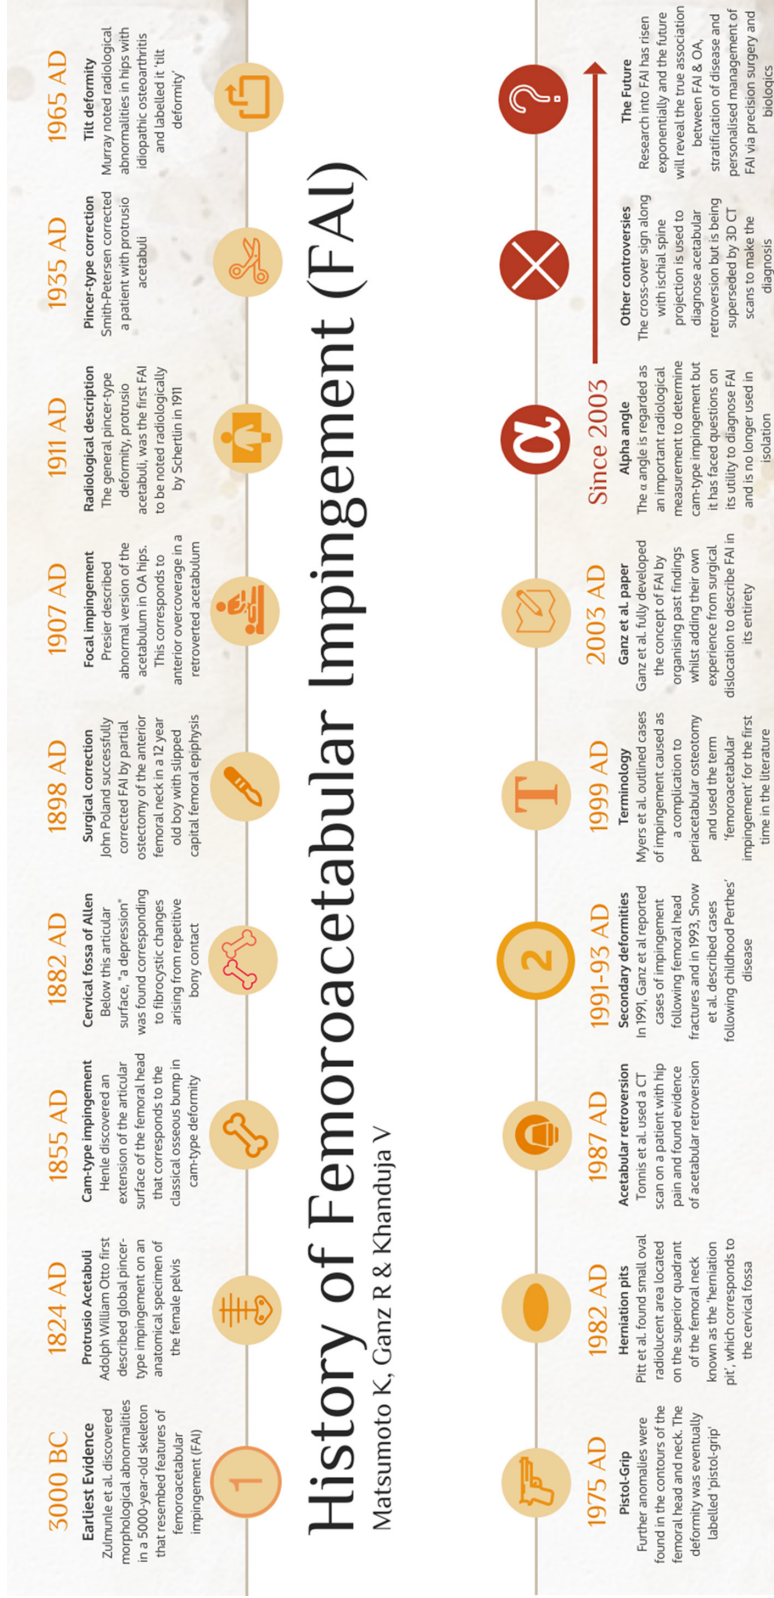 3000 BC
Earliest Evidence
Zulmunle et al. discovered
morphological abnormalities
in a 5000-year-old skeleton
that resembed features of
femoroacetabular
impingement (FAI)
1
1824 AD
Protrusio Acetabuli
Adolph William Otto first
described global pincer-
type impingement on an
anatomical specimen of
the female pelvis
1855 AD
Cam-type impingement
Henle discovered an
extension of the articular
surface of the femoral head
that corresponds to the
classical osseous bump in
cam-type deformity
1882 AD
Cervical fossa of Allen
Below this articular
surface, "a depression"
was found corresponding
to fibrocystic changes
arising from repetitive
bony contact
1898 AD
Surgical correction
John Poland successfully
corrected FAI by partial
ostectomy of the anterior
femoral neck in a 12 year
old boy with slipped
capital femoral epiphysis
1907 AD
Focal impingement
Presier described
abnormal version of the
acetabulumn in OA hips.
This corresponds to
anterior overcoverage in a
retroverted acetabulum
1911 AD
Radiological description
The general pincer-type
deformity, protrusio
acetabuli, was the first FAI
to be noted radiologically
by Schertlin in 1911
1935 AD
Pincer-type correction
Smith-Petersen corrected
a patient with protrusio
acetabuli
1965 AD
Tilt deformity
Murray noted radiological
abnormalities in hips with
idiopathic osteoarthritis
and labelled it 'tilt
deformity'
History of Femoroacetabular Impingement (FAI)
Matsumoto K, Ganz R & Khanduja V
1975 AD
Pistol-Grip
Further anomalies were
found in the contours of the
femoral head and neck. The
deformity was eventually
labelled 'pistol-grip'
1982 AD
Herniation pits
Pitt et al. found small oval
radiolucent area located
on the superior quadrant
of the femoral neck
known as the 'herniation
pit', which corresponds to
the cervical fossa
1987 AD
Acetabular retroversion
Tonnis et al. used a CT
scan on a patient with hip
pain and found evidence
of acetabular retroversion
2
1991-93 AD
Secondary deformities
In 1991, Ganz et al reported
cases of impingement
following femoral head
fractures and in 1993, Snow
et al. described cases
following childhood Perthes'
disease
T
1999 AD
Terminology
Myers et al. outlined cases
of impingement caused as
a complication to
periacetabular osteotomy
and used the term
'femoroacetabular
impingement' for the first
time in the literature
2003 AD
Ganz et al. paper
Ganz et al. fully developed
the concept of FAI by
organising past findings
whilst adding their own
experience from surgical
dislocation to describe FAI in
its entirety
α
Since 2003
Alpha angle
The α angle is regarded as
an important radiological
measurement to determine
cam-type impingement but
it has faced questions on
its utility to diagnose FAI
and is no longer used in
isolation
Other controversies
The cross-over sign along
with ischial spine
projection is used to
diagnose acetabular
retroversion but is being
superseded by 3D CT
scans to make the
diagnosis
?
The Future
Research into FAI has risen
exponentially and the future
will reveal the true association
between FAI & OA,
stratification of disease and
personalised management of
FAI via precision surgery and
biologics